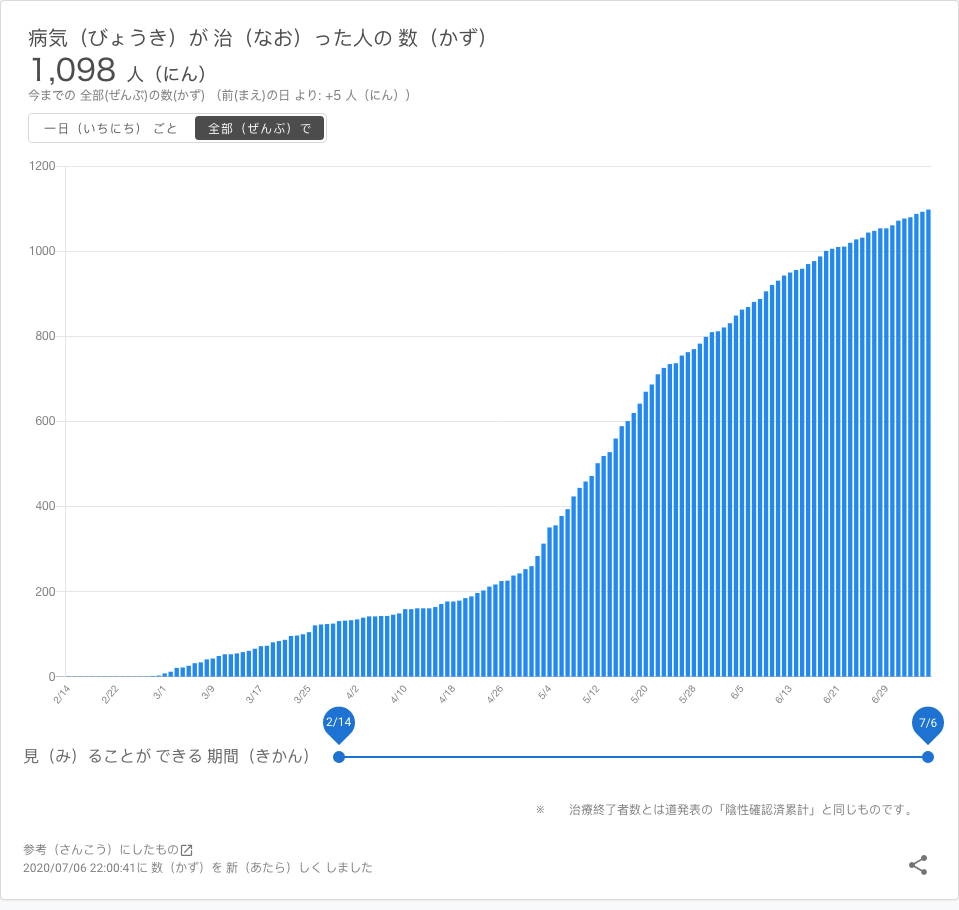 病気（びょうき）が 治（なお）った人の 数（かず）
1,098 人（にん）
今までの 全部(ぜんぶ)の数(かず) （前(まえ)の日 より: +5 人（にん））
一日（いちにち） ごと 全部（ぜんぶ）で
1200
1000
800
600
400
200
0
2/14 2/22 3/1 3/9 3/17 3/25 4/2 4/10 4/18 4/26 5/4 5/12 5/20 5/28 6/5 6/13 6/21 6/29
2/14 7/6
見（み）ることが できる 期間（きかん）
※ 治療終了者数とは道発表の「陰性確認済累計」と同じものです。
参考（さんこう）にしたもの
2020/07/06 22:00:41に 数（かず）を 新（あたら）しく しました